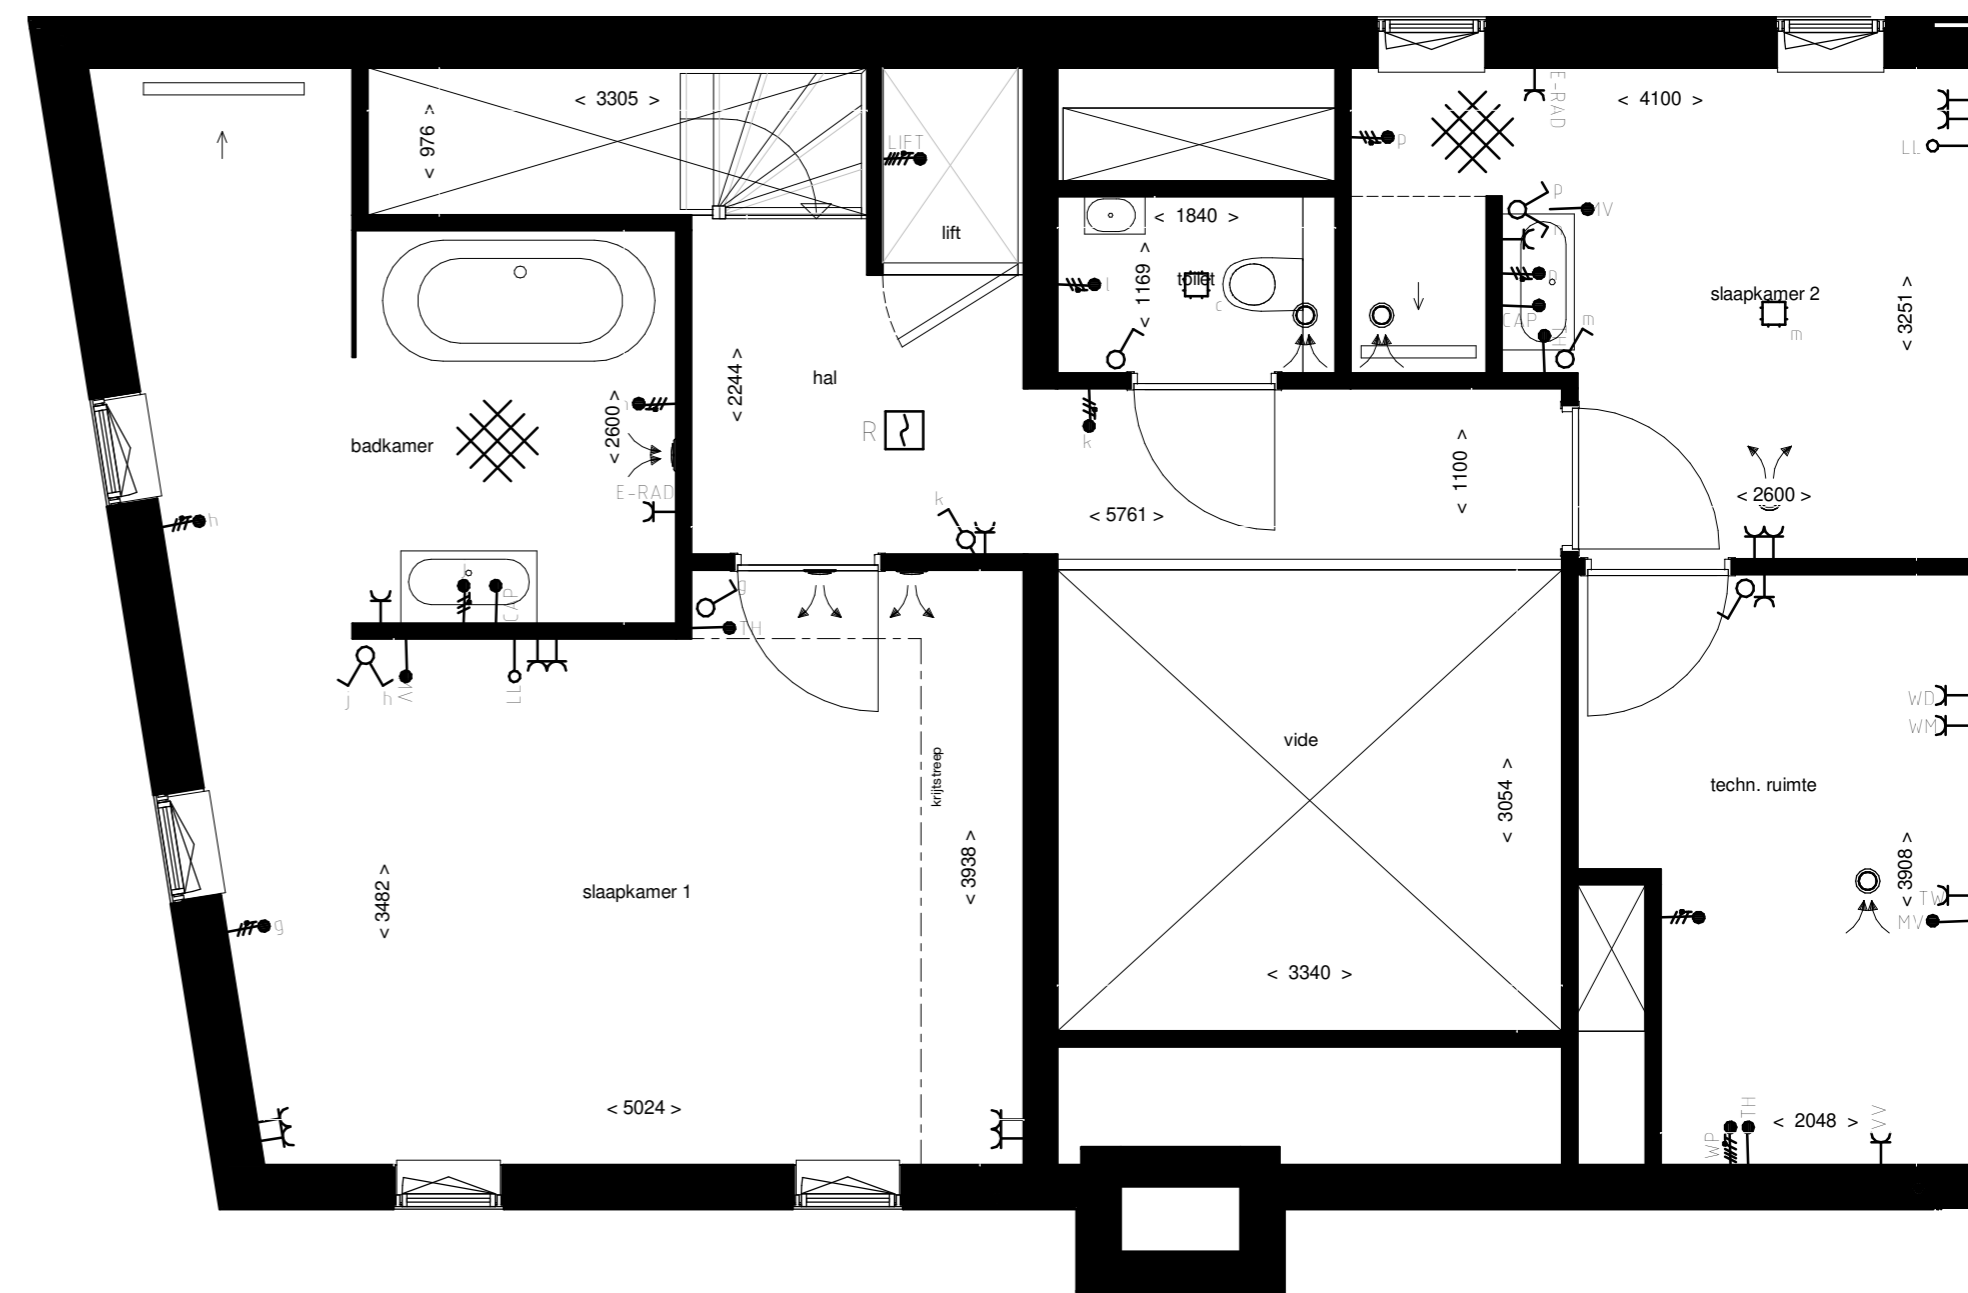 < 3305 >
< 976 >
LIFT
lift
< 1840 >
< 1169 >
toilet
l
p
E-RAD
< 4100 >
LL
p
MV
CAP
TH
m
slaapkamer 2
m
< 3251 >
hal
< 2244 >
R
k
k
< 5761 >
< 1100 >
< 2600 >
badkamer
< 2600 >
E-RAD
h
CAP
g
TH
j
h
MV
LL
krijtstreep
slaapkamer 1
< 3482 >
< 3938 >
g
< 5024 >
vide
< 3054 >
< 3340 >
WD
WM
techn. ruimte
< 3908 >
TW
MV
WP
TH
< 2048 >
VV